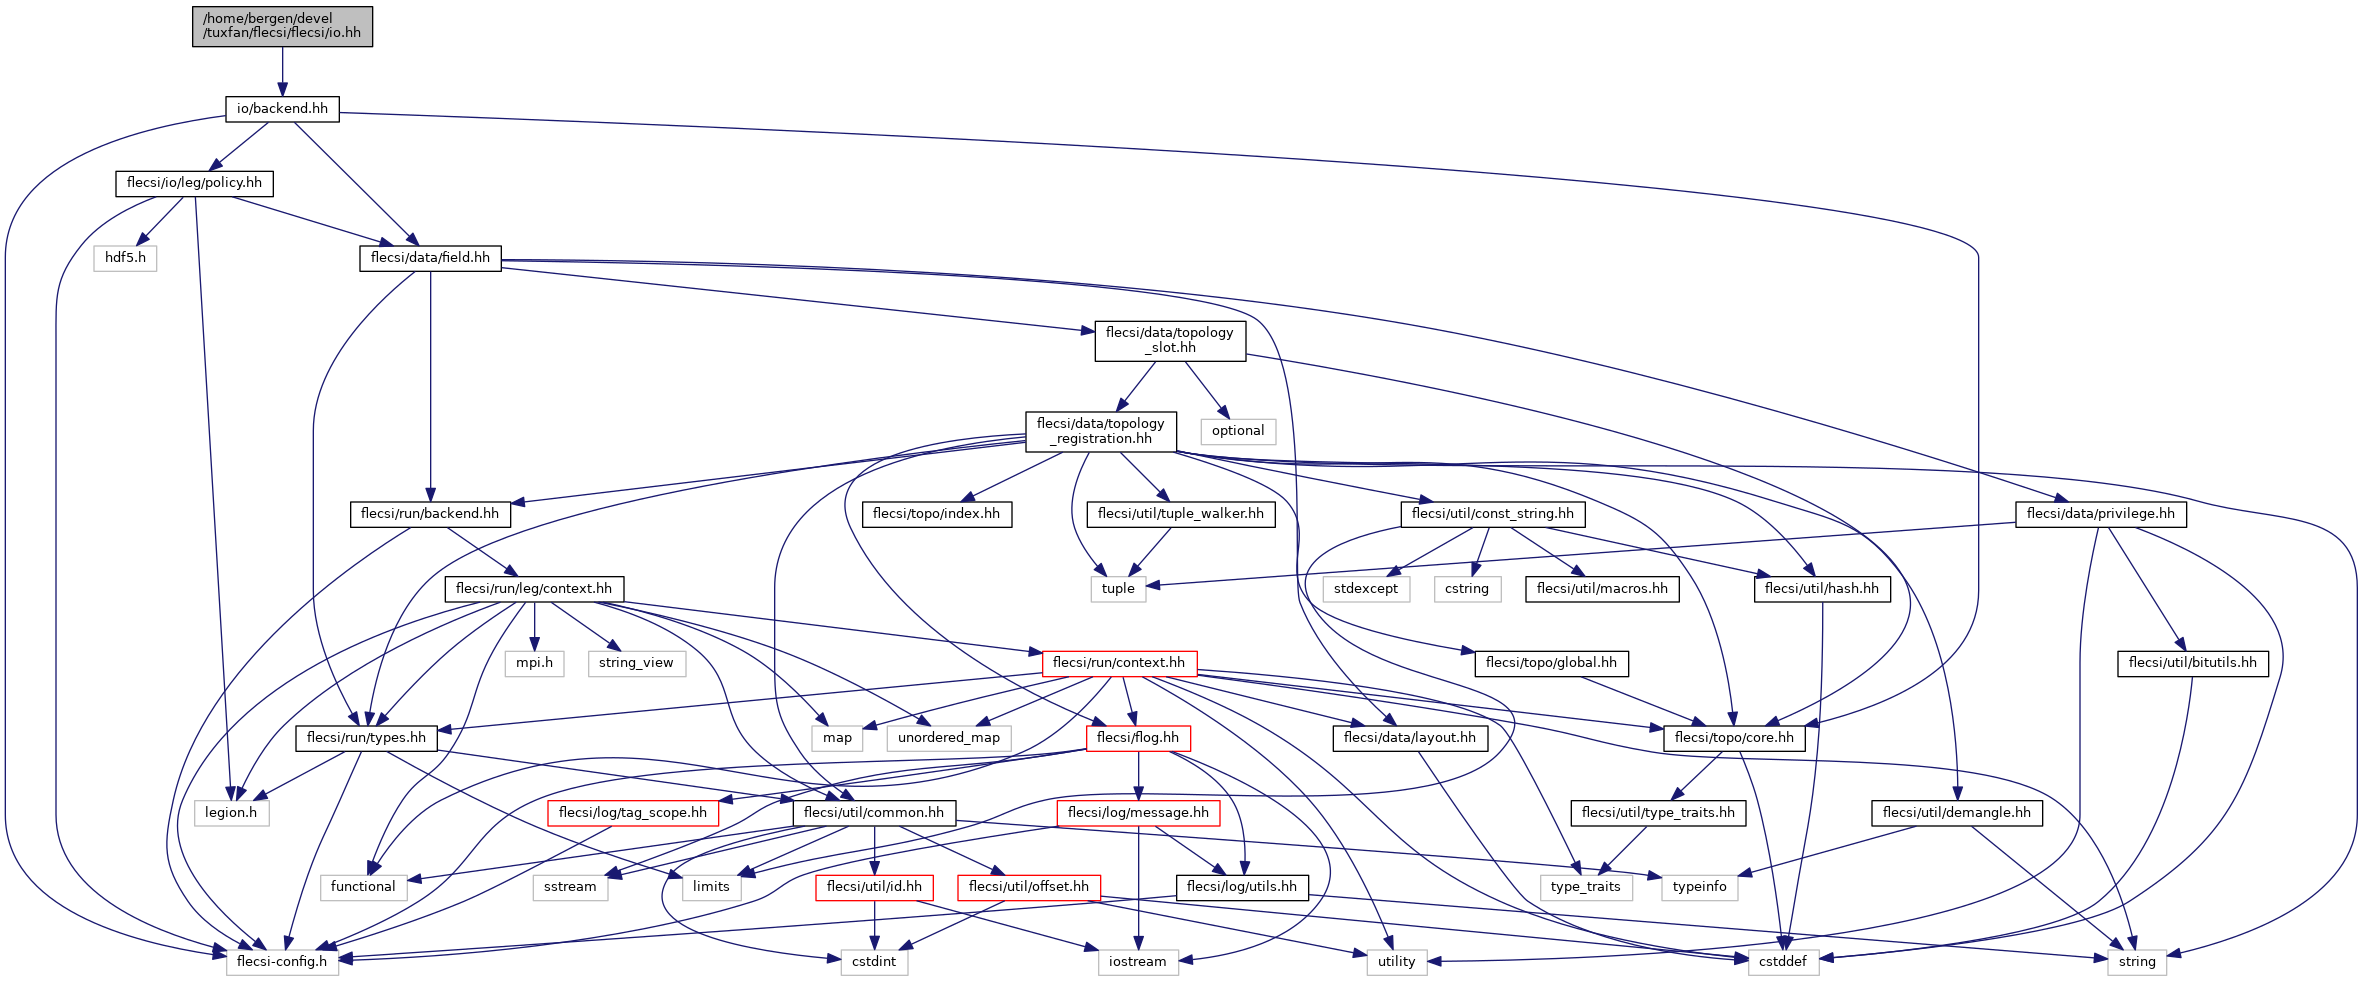 /home/bergen/devel
/tuxfan/flecsi/flecsi/io.hh
io/backend.hh
flecsi/io/leg/policy.hh
hdf5.h
flecsi/data/field.hh
flecsi/data/topology
_slot.hh
flecsi/data/topology
_registration.hh
optional
flecsi/run/backend.hh
flecsi/topo/index.hh
flecsi/util/tuple_walker.hh
flecsi/util/const_string.hh
flecsi/data/privilege.hh
flecsi/run/leg/context.hh
tuple
stdexcept
cstring
flecsi/util/macros.hh
flecsi/util/hash.hh
mpi.h
string_view
flecsi/run/context.hh
flecsi/topo/global.hh
flecsi/util/bitutils.hh
flecsi/run/types.hh
map
unordered_map
flecsi/flog.hh
flecsi/data/layout.hh
flecsi/topo/core.hh
legion.h
flecsi/log/tag_scope.hh
flecsi/util/common.hh
flecsi/log/message.hh
flecsi/util/type_traits.hh
flecsi/util/demangle.hh
functional
sstream
limits
flecsi/util/id.hh
flecsi/util/offset.hh
flecsi/log/utils.hh
type_traits
typeinfo
flecsi-config.h
cstdint
iostream
utility
cstddef
string